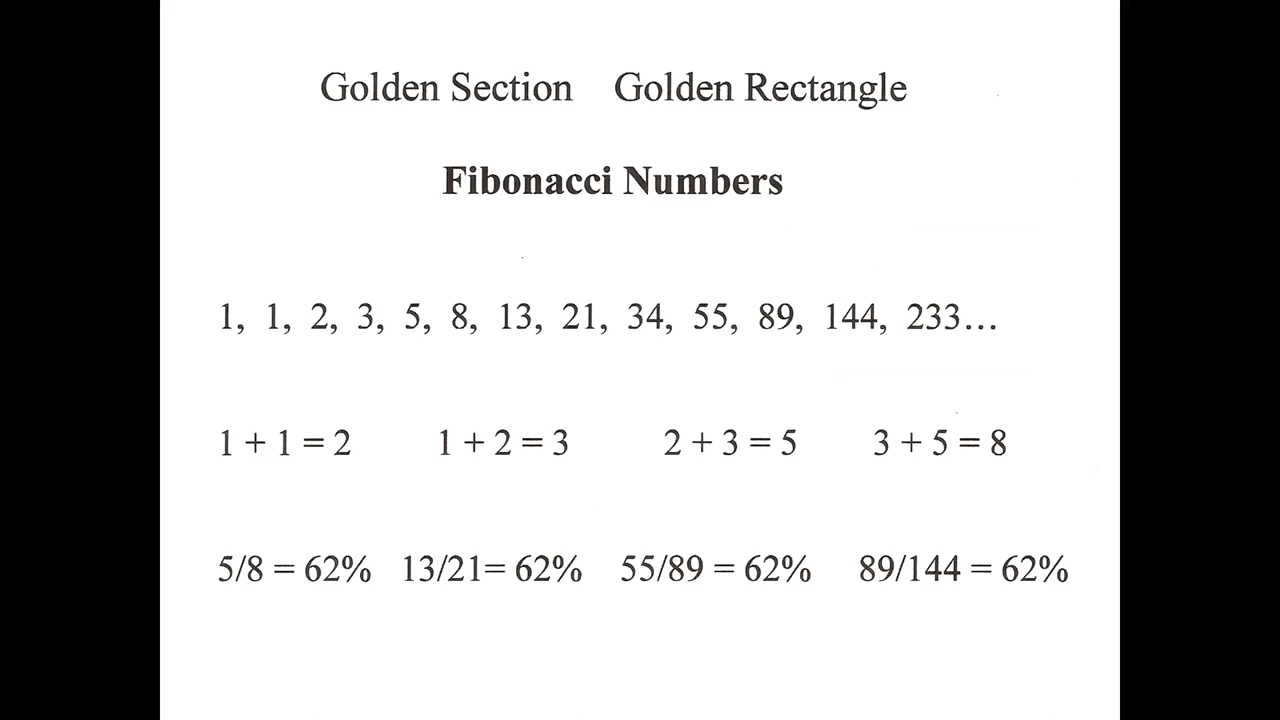 Golden Section Golden Rectangle
Fibonacci Numbers
1, 1, 2, 3, 5, 8, 13, 21, 34, 55, 89, 144, 233…
1 + 1 = 2 1 + 2 = 3 2 + 3 = 5 3 + 5 = 8
5/8 = 62% 13/21= 62% 55/89 = 62% 89/144 = 62%